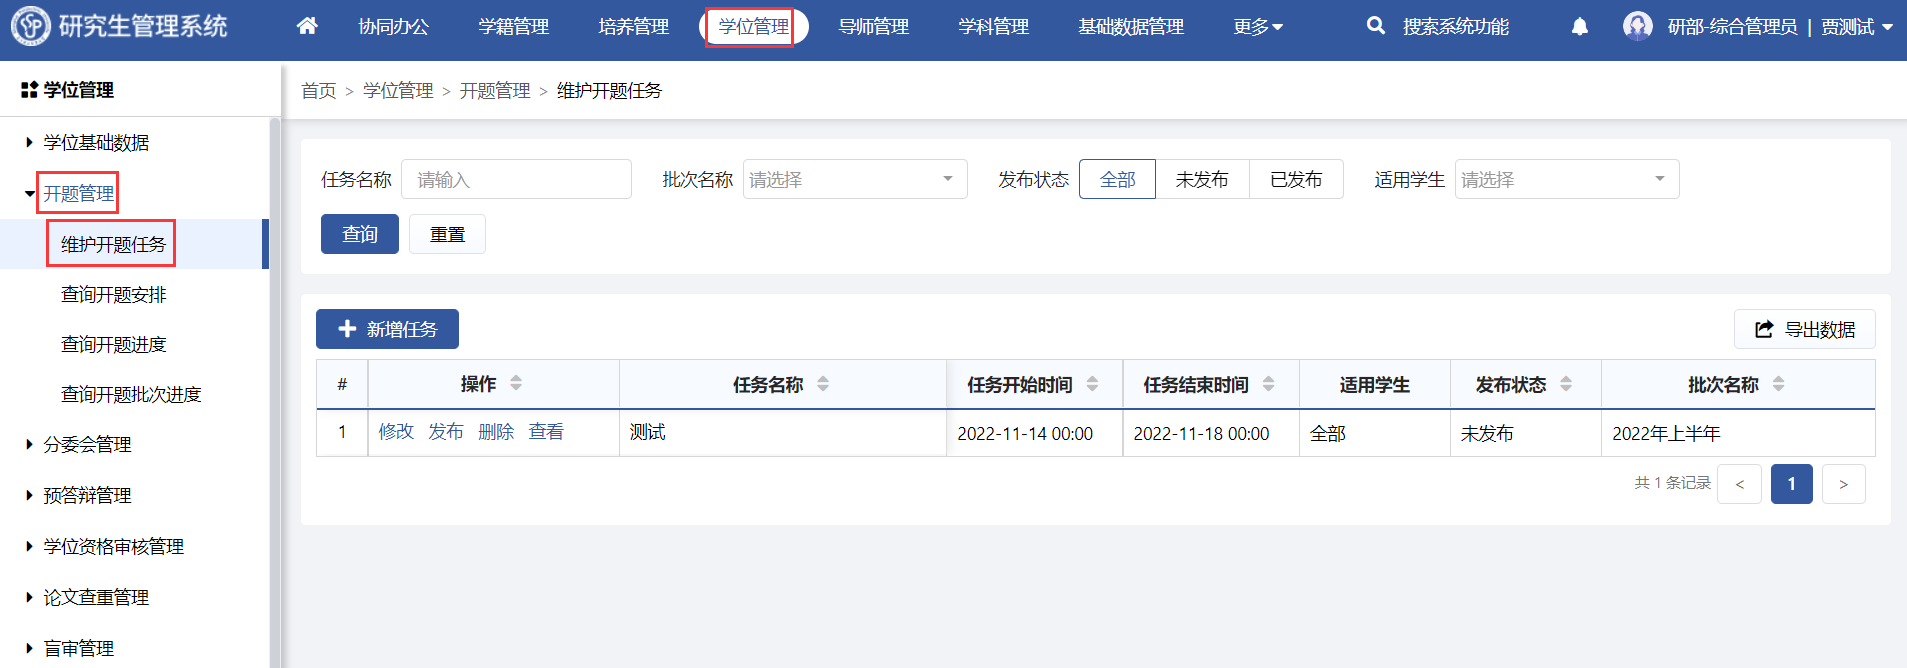 研究生管理系统
协同办公 学籍管理 培养管理 学位管理 导师管理 学科管理 基础数据管理 更多 搜索系统功能 研部-综合管理员 | 贾测试
学位管理
首页 > 学位管理 > 开题管理 > 维护开题任务
学位基础数据
开题管理
维护开题任务
查询开题安排
查询开题进度
查询开题批次进度
分委会管理
预答辩管理
学位资格审核管理
论文查重管理
盲审管理
任务名称 请输入 批次名称 请选择 发布状态 全部 未发布 已发布 适用学生 请选择
查询 重置
新增任务 导出数据
# 操作 任务名称 任务开始时间 任务结束时间 适用学生 发布状态 批次名称
1 修改 发布 删除 查看 测试 2022-11-14 00:00 2022-11-18 00:00 全部 未发布 2022年上半年
共 1 条记录 < 1 >